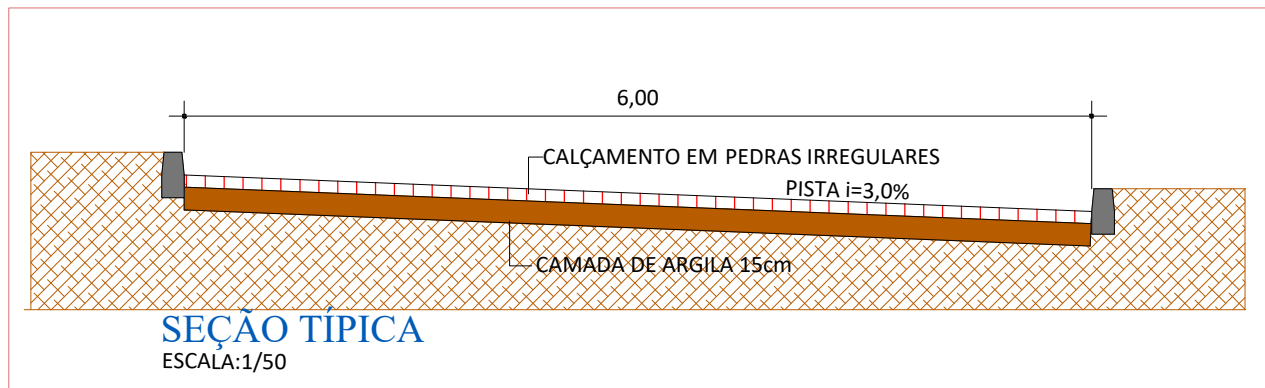 6,00
CALÇAMENTO EM PEDRAS IRREGULARES
PISTA i=3,0%
CAMADA DE ARGILA 15cm
SEÇÃO TÍPICA
ESCALA:1/50